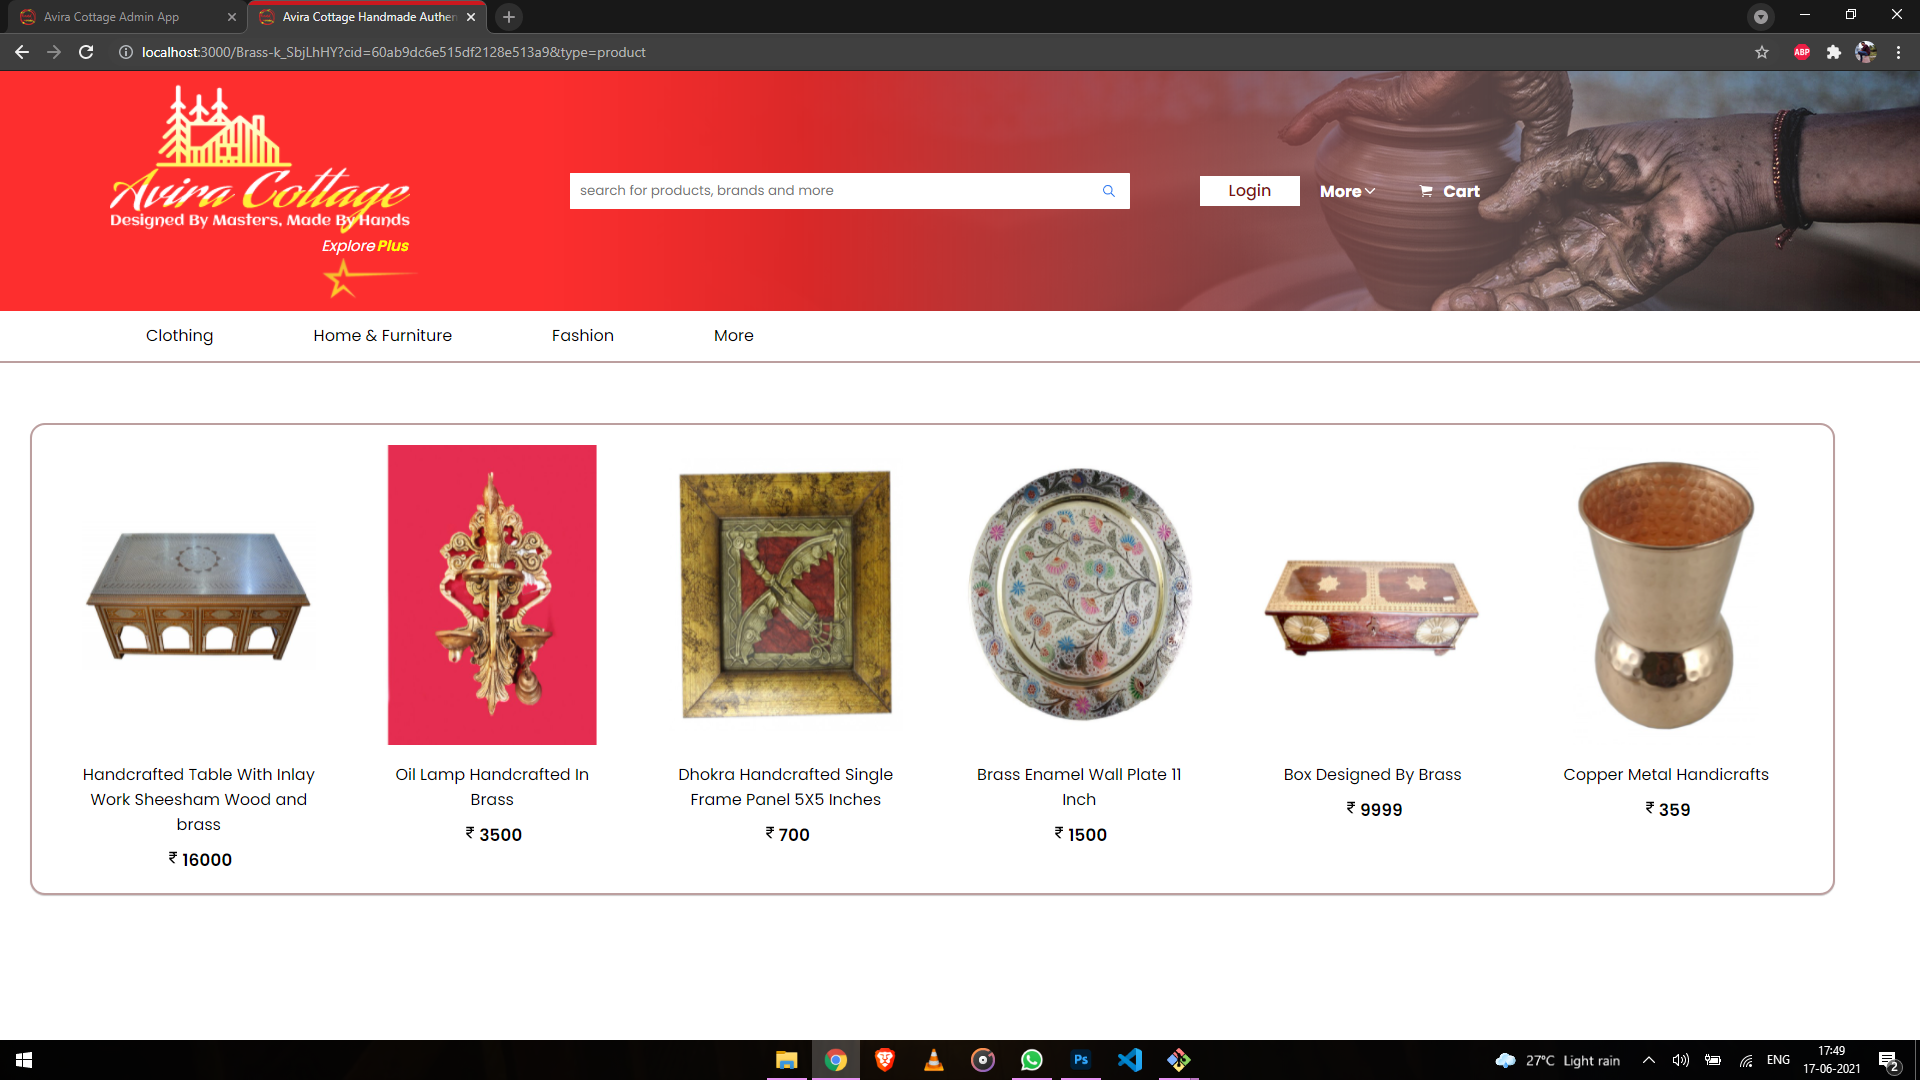 Avira Cottage Admin App
Avira Cottage Handmade Authen
localhost:3000/Brass-k_SbjLhHY?cid=60ab9dc6e515df2128e513a9&type=product
ABP
Avira Cottage
Designed By Masters, Made By Hands
Explore Plus
search for products, brands and more
Login
More
Cart
Clothing
Home & Furniture
Fashion
More
Handcrafted Table With Inlay
Work Sheesham Wood and
brass
₹ 16000
Oil Lamp Handcrafted In
Brass
₹ 3500
Dhokra Handcrafted Single
Frame Panel 5X5 Inches
₹ 700
Brass Enamel Wall Plate 11
Inch
₹ 1500
Box Designed By Brass
₹ 9999
Copper Metal Handicrafts
₹ 359
Ps
27°C Light rain
ENG
17:49
17-06-2021
2